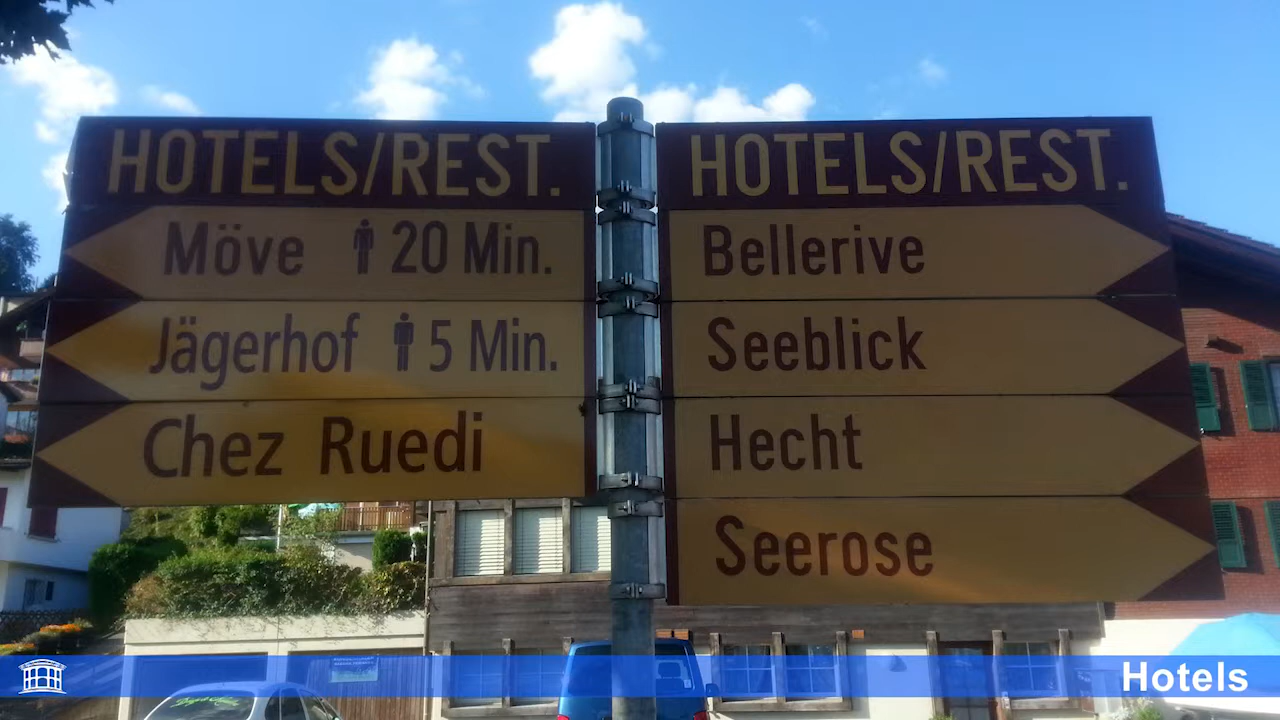 HOTELS/REST.
Möve 20 Min.
Jägerhof 5 Min.
Chez Ruedi
HOTELS/REST.
Bellerive
Seeblick
Hecht
Seerose
Hotels